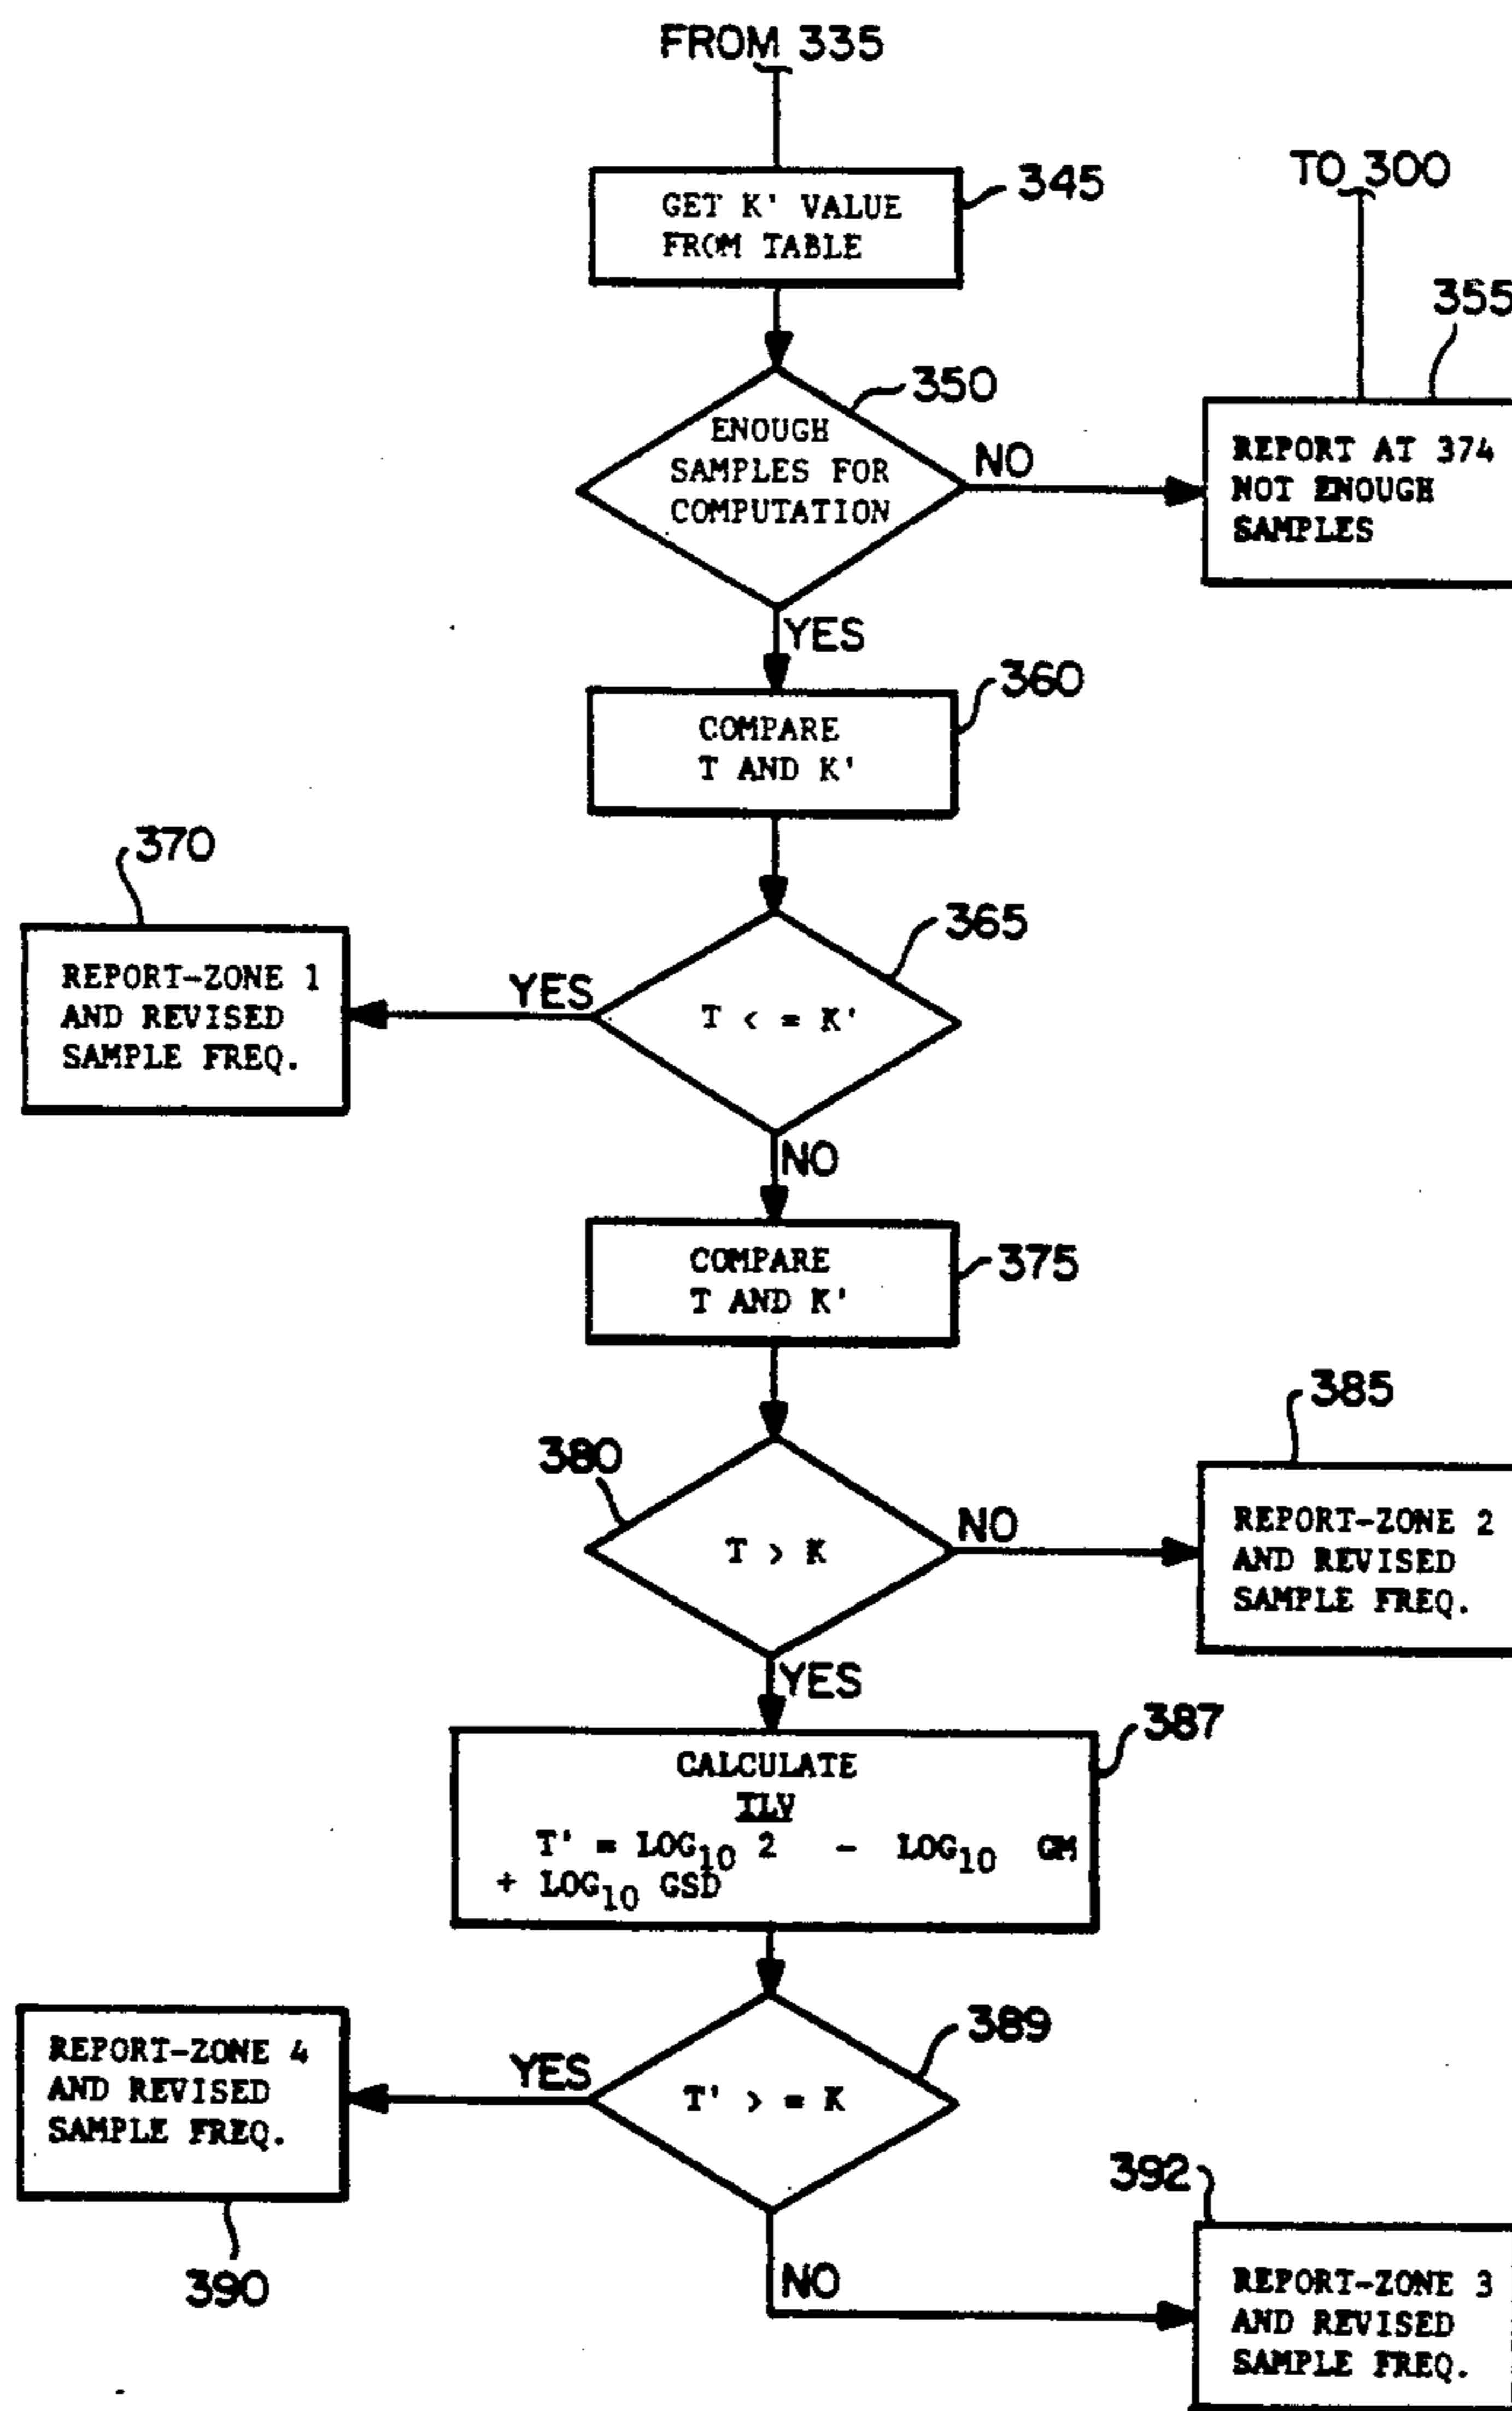 FROM 335
GET K' VALUE
FROM TABLE
345
TO 300
355
ENOUGH
SAMPLES FOR
COMPUTATION
350
NO
REPORT AT 374
NOT ENOUGH
SAMPLES
YES
COMPARE
T AND K'
360
370
REPORT-ZONE 1
AND REVISED
SAMPLE FREQ.
YES
T < = K'
365
NO
COMPARE
T AND K'
375
380
T > K
NO
385
REPORT-ZONE 2
AND REVISED
SAMPLE FREQ.
YES
387
CALCULATE
TLV
T' = LOG10 2 - LOG10 GM
+ LOG10 GSD
REPORT-ZONE 4
AND REVISED
SAMPLE FREQ.
390
YES
T' > = K
389
NO
392
REPORT-ZONE 3
AND REVISED
SAMPLE FREQ.